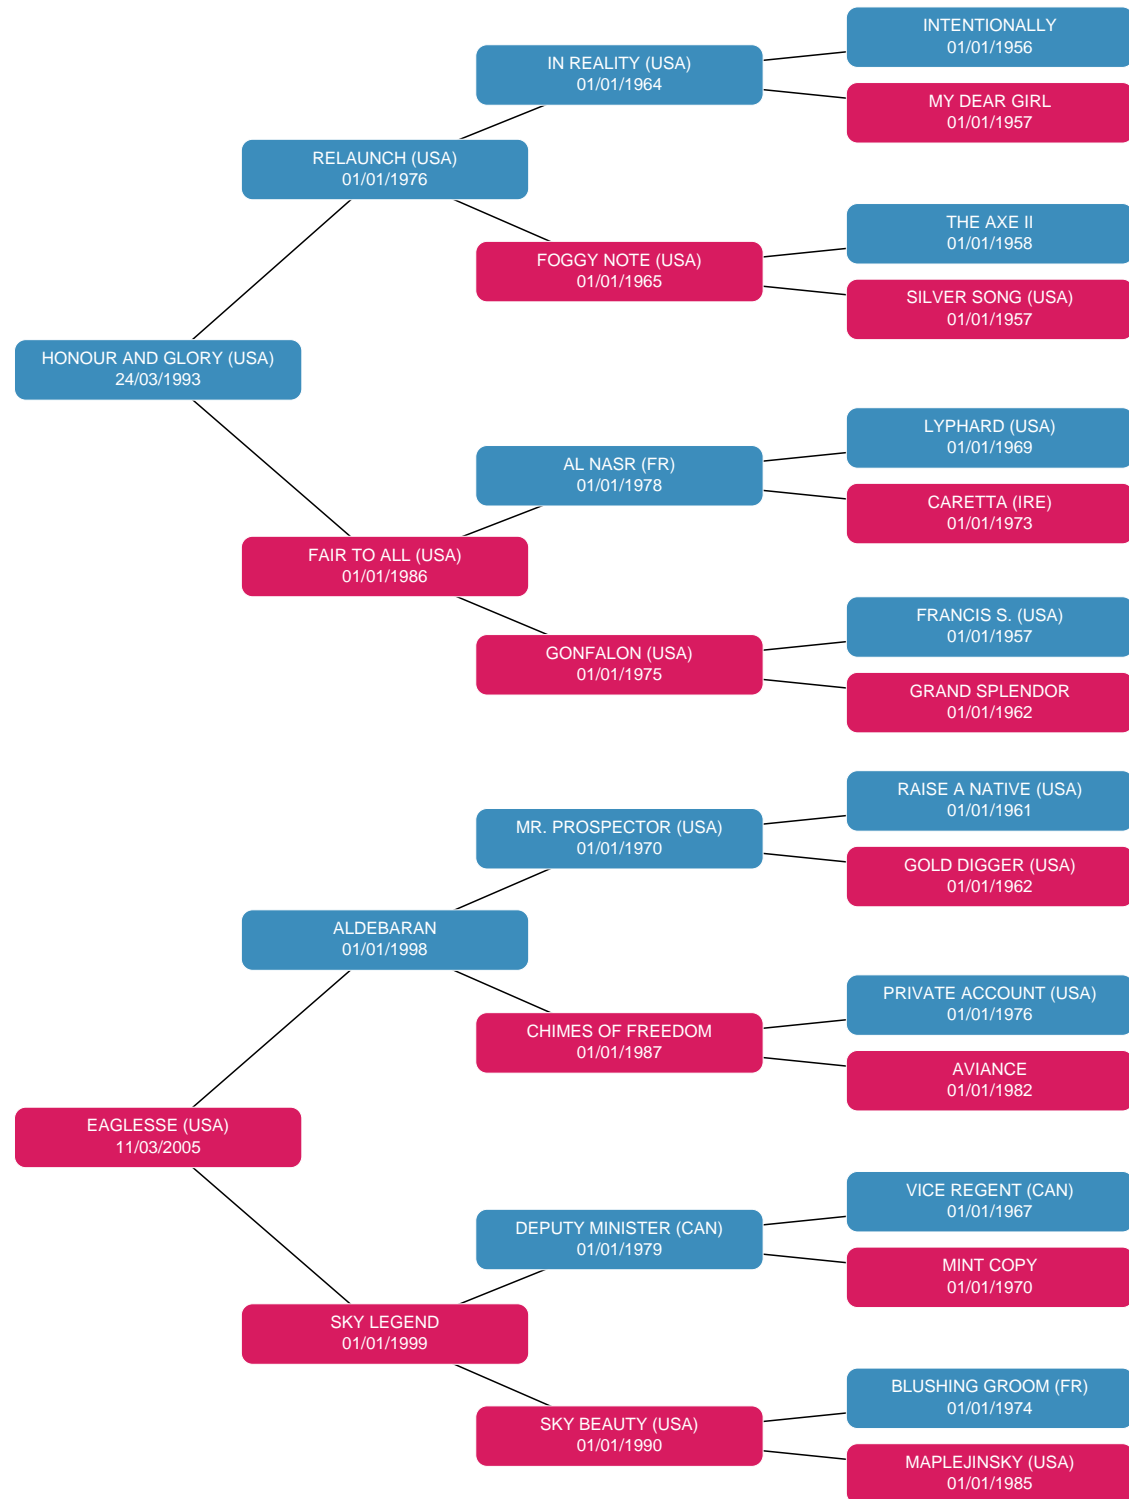 INTENTIONALLY
01/01/1956
IN REALITY (USA)
01/01/1964
MY DEAR GIRL
01/01/1957
RELAUNCH (USA)
01/01/1976
THE AXE II
01/01/1958
FOGGY NOTE (USA)
01/01/1965
SILVER SONG (USA)
01/01/1957
HONOUR AND GLORY (USA)
24/03/1993
LYPHARD (USA)
01/01/1969
AL NASR (FR)
01/01/1978
CARETTA (IRE)
01/01/1973
FAIR TO ALL (USA)
01/01/1986
FRANCIS S. (USA)
01/01/1957
GONFALON (USA)
01/01/1975
GRAND SPLENDOR
01/01/1962
RAISE A NATIVE (USA)
01/01/1961
MR. PROSPECTOR (USA)
01/01/1970
GOLD DIGGER (USA)
01/01/1962
ALDEBARAN
01/01/1998
PRIVATE ACCOUNT (USA)
01/01/1976
CHIMES OF FREEDOM
01/01/1987
AVIANCE
01/01/1982
EAGLESSE (USA)
11/03/2005
VICE REGENT (CAN)
01/01/1967
DEPUTY MINISTER (CAN)
01/01/1979
MINT COPY
01/01/1970
SKY LEGEND
01/01/1999
BLUSHING GROOM (FR)
01/01/1974
SKY BEAUTY (USA)
01/01/1990
MAPLEJINSKY (USA)
01/01/1985